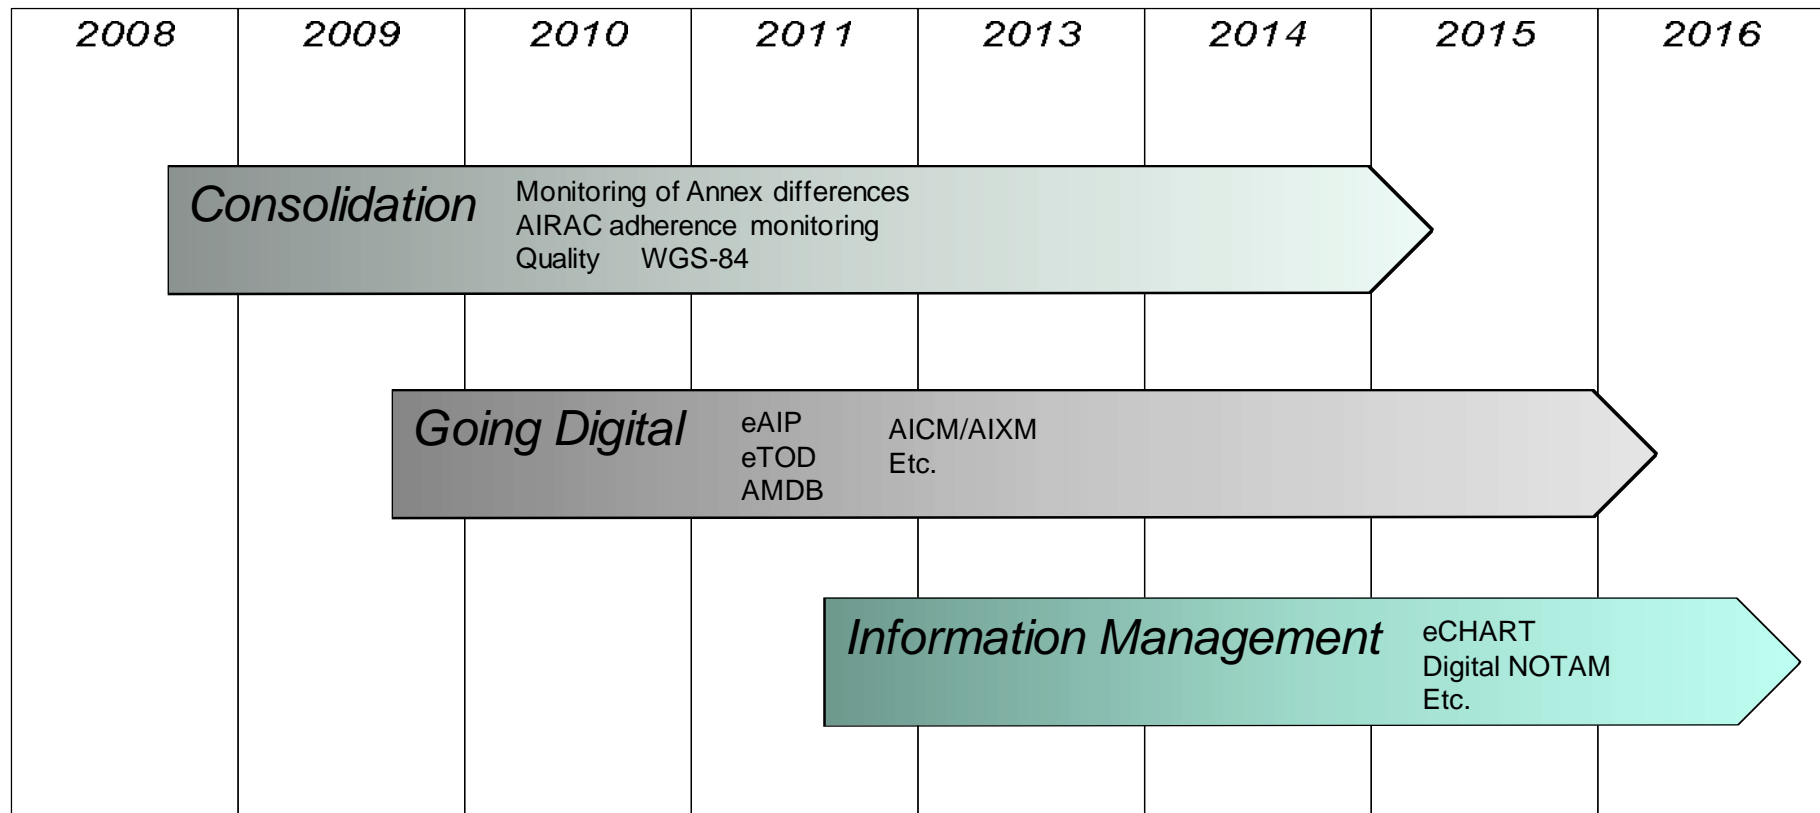 2008 2009 2010 2011 2013 2014 2015 2016
Consolidation
Monitoring of Annex differences
AIRAC adherence monitoring
Quality WGS-84
Going Digital
eAIP
eTOD
AMDB
AICM/AIXM
Etc.
Information Management
eCHART
Digital NOTAM
Etc.